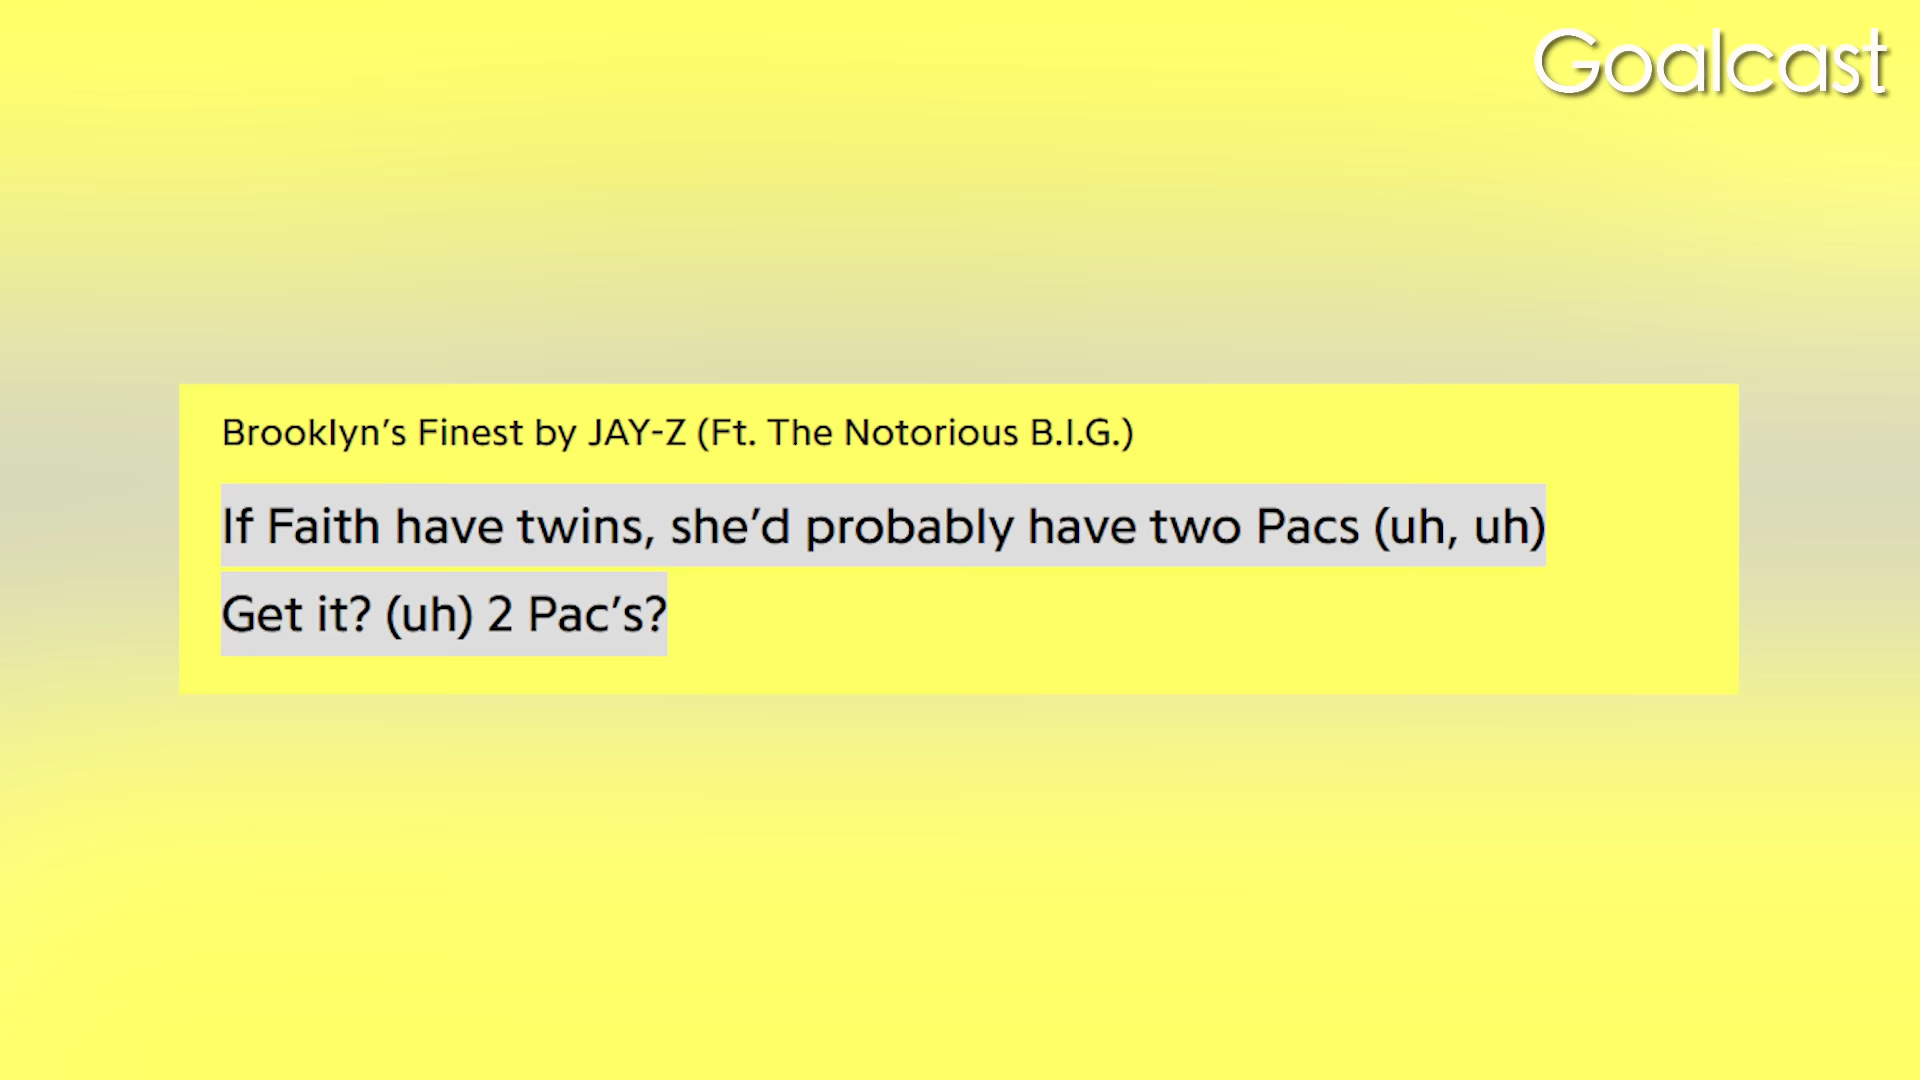 Goalcast
Brooklyn’s Finest by JAY-Z (Ft. The Notorious B.I.G.)
If Faith have twins, she’d probably have two Pacs (uh, uh)
Get it? (uh) 2 Pac’s?